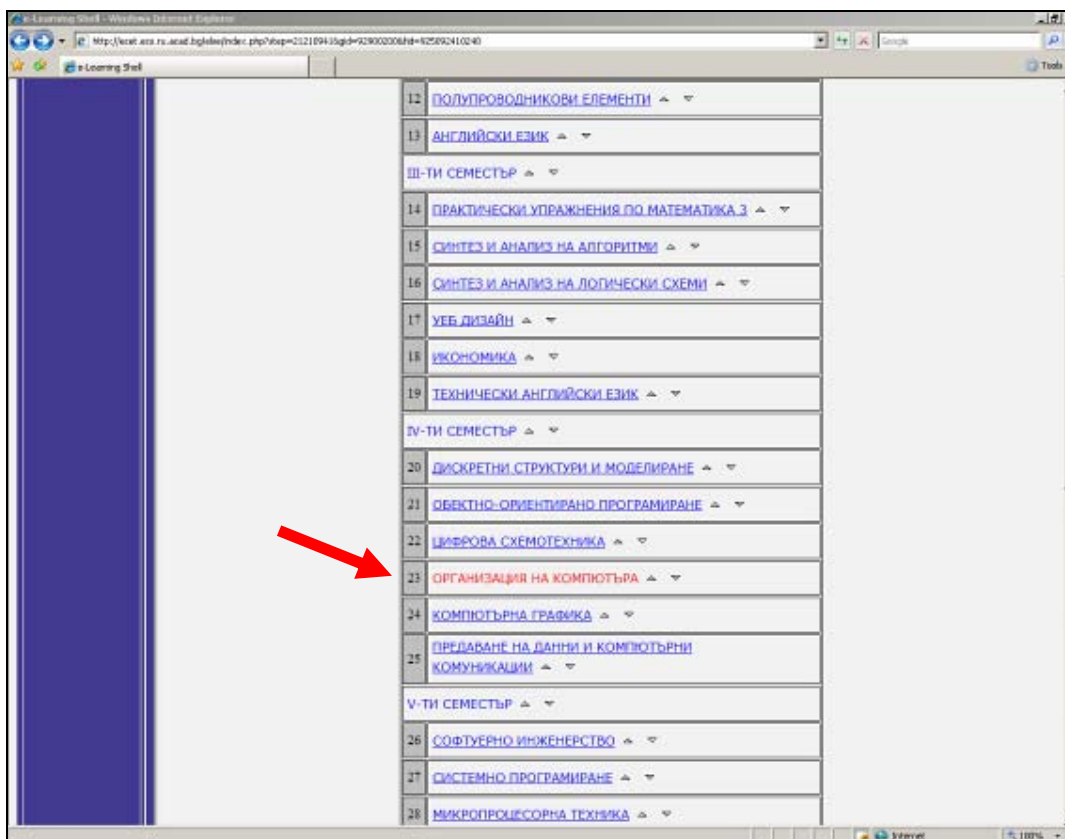 e-Learning Shell - Windows Internet Explorer
Google
e-Learning Shell
Tools
12 ПОЛУПРОВОДНИКОВИ ЕЛЕМЕНТИ
13 АНГЛИЙСКИ ЕЗИК
III-ТИ СЕМЕСТЪР
14 ПРАКТИЧЕСКИ УПРАЖНЕНИЯ ПО МАТЕМАТИКА 3
15 СИНТЕЗ И АНАЛИЗ НА АЛГОРИТМИ
16 СИНТЕЗ И АНАЛИЗ НА ЛОГИЧЕСКИ СХЕМИ
17 УЕБ ДИЗАЙН
18 ИКОНОМИКА
19 ТЕХНИЧЕСКИ АНГЛИЙСКИ ЕЗИК
IV-ТИ СЕМЕСТЪР
20 ДИСКРЕТНИ СТРУКТУРИ И МОДЕЛИРАНЕ
21 ОБЕКТНО-ОРИЕНТИРАНО ПРОГРАМИРАНЕ
22 ЦИФРОВА СХЕМОТЕХНИКА
23 ОРГАНИЗАЦИЯ НА КОМПЮТЪРА
24 КОМПЮТЪРНА ГРАФИКА
25 ПРЕДАВАНЕ НА ДАННИ И КОМПЮТЪРНИ
КОМУНИКАЦИИ
V-ТИ СЕМЕСТЪР
26 СОФТУЕРНО ИНЖЕНЕРСТВО
27 СИСТЕМНО ПРОГРАМИРАНЕ
28 МИКРОПРОЦЕСОРНА ТЕХНИКА
Internet
100%